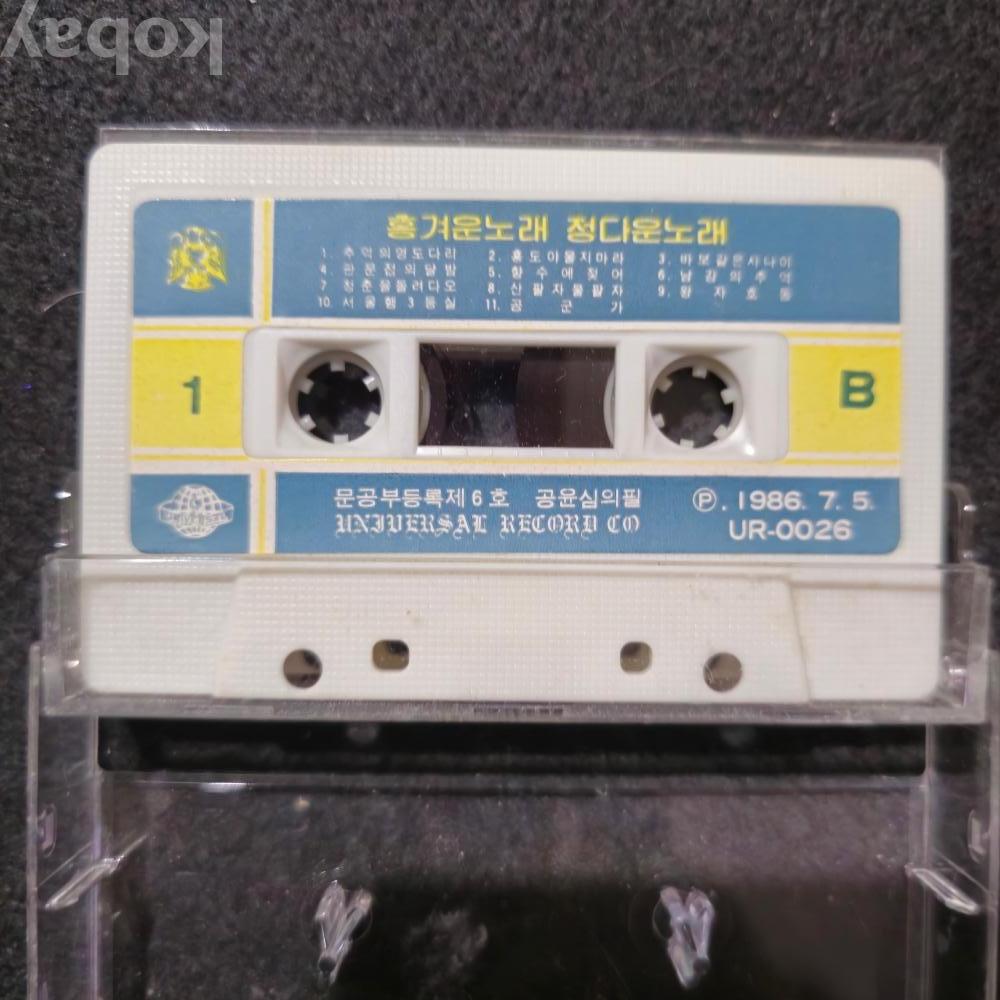 kobay
흥겨운노래 정다운노래
1. 추억의영도다리 2. 홍도야울지마라 3. 바보같은사나이
4. 판문점의달밤 5. 향수에젖어 6. 남강의추억
7 청춘을돌려다오 8. 산팔자물팔자 9. 왕자호동
10. 서울행3등실 11. 공군가
1 B
문공부등록제6호 공윤심의필 Ⓟ. 1986. 7. 5.
UNIVERSAL RECORD CO UR-0026